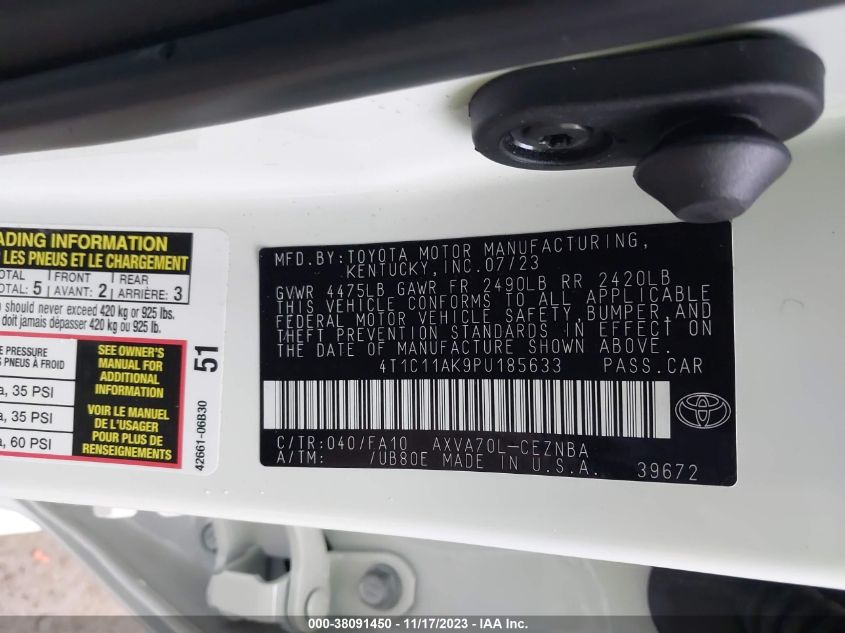 ADING INFORMATION
LES PNEUS ET LE CHARGEMENT
OTAL: 5 FRONT AVANT: 2 REAR ARRIÈRE: 3
o should never exceed 420 kg or 925 lbs.
doit jamais dépasser 420 kg ou 925 lb.
E PRESSURE
S PNEUS À FROID
a, 35 PSI
a, 35 PSI
a, 60 PSI
SEE OWNER'S
MANUAL FOR
ADDITIONAL
INFORMATION
VOIR LE MANUEL
DE L'USAGER
POUR PLUS DE
RENSEIGNEMENTS
51
42661-06B30
MFD.BY:TOYOTA MOTOR MANUFACTURING,
KENTUCKY, INC.07/23
GVWR 4475LB GAWR FR 2490LB RR 2420LB
THIS VEHICLE CONFORMS TO ALL APPLICABLE
FEDERAL MOTOR VEHICLE SAFETY,BUMPER,AND
THEFT PREVENTION STANDARDS IN EFFECT ON
THE DATE OF MANUFACTURE SHOWN ABOVE.
4T1C11AK9PU185633 PASS.CAR
C/TR:040/FA10 AXVA70L-CEZNBA
A/TM: /UB80E MADE IN U.S.A. 39672
000-38091450 - 11/17/2023 - IAA Inc.